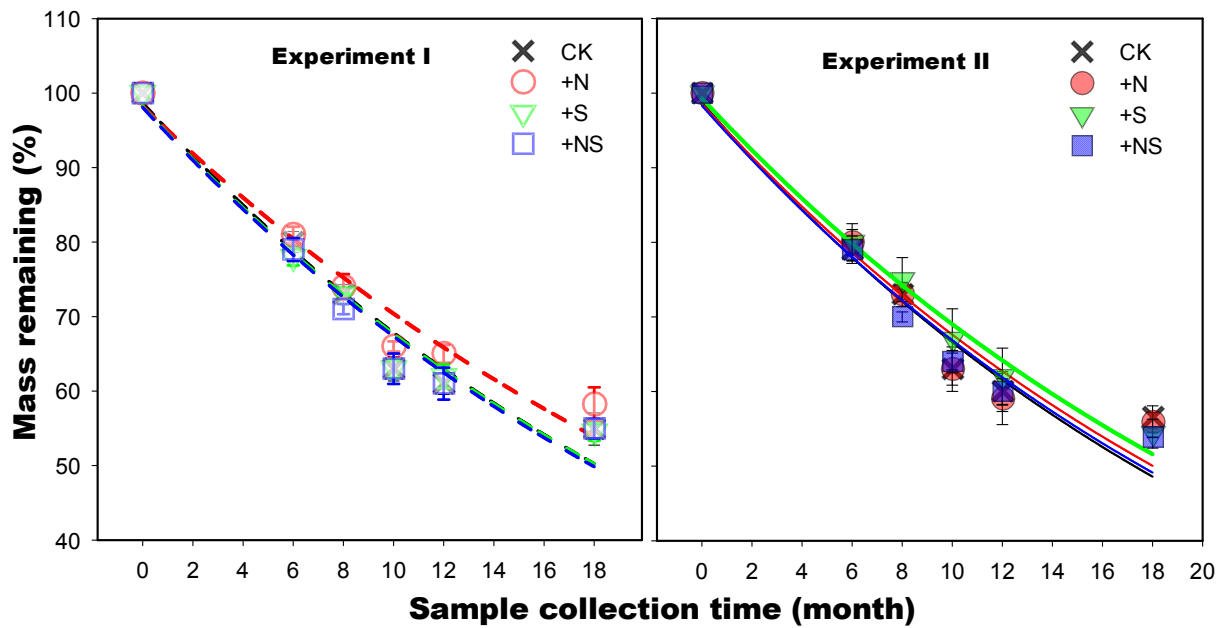 110
100
90
80
70
60
50
40
Mass remaining (%)
Experiment I
CK
+N
+S
+NS
Experiment II
CK
+N
+S
+NS
0 2 4 6 8 10 12 14 16 18
0 2 4 6 8 10 12 14 16 18 20
Sample collection time (month)